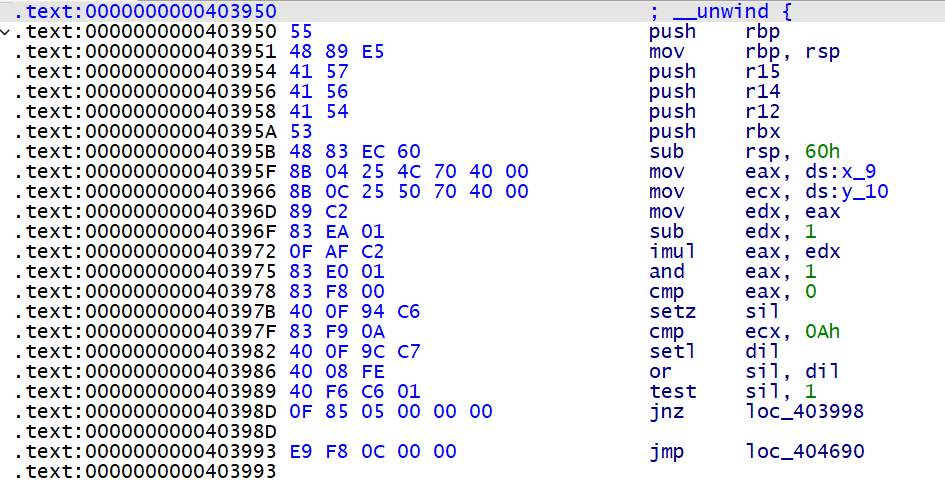 .text:0000000000403950 ; __unwind {
.text:0000000000403950 55 push rbp
.text:0000000000403951 48 89 E5 mov rbp, rsp
.text:0000000000403954 41 57 push r15
.text:0000000000403956 41 56 push r14
.text:0000000000403958 41 54 push r12
.text:000000000040395A 53 push rbx
.text:000000000040395B 48 83 EC 60 sub rsp, 60h
.text:000000000040395F 8B 04 25 4C 70 40 00 mov eax, ds:x_9
.text:0000000000403966 8B 0C 25 50 70 40 00 mov ecx, ds:y_10
.text:000000000040396D 89 C2 mov edx, eax
.text:000000000040396F 83 EA 01 sub edx, 1
.text:0000000000403972 0F AF C2 imul eax, edx
.text:0000000000403975 83 E0 01 and eax, 1
.text:0000000000403978 83 F8 00 cmp eax, 0
.text:000000000040397B 40 0F 94 C6 setz sil
.text:000000000040397F 83 F9 0A cmp ecx, 0Ah
.text:0000000000403982 40 0F 9C C7 setl dil
.text:0000000000403986 40 08 FE or sil, dil
.text:0000000000403989 40 F6 C6 01 test sil, 1
.text:000000000040398D 0F 85 05 00 00 00 jnz loc_403998
.text:000000000040398D
.text:0000000000403993 E9 F8 0C 00 00 jmp loc_404690
.text:0000000000403993